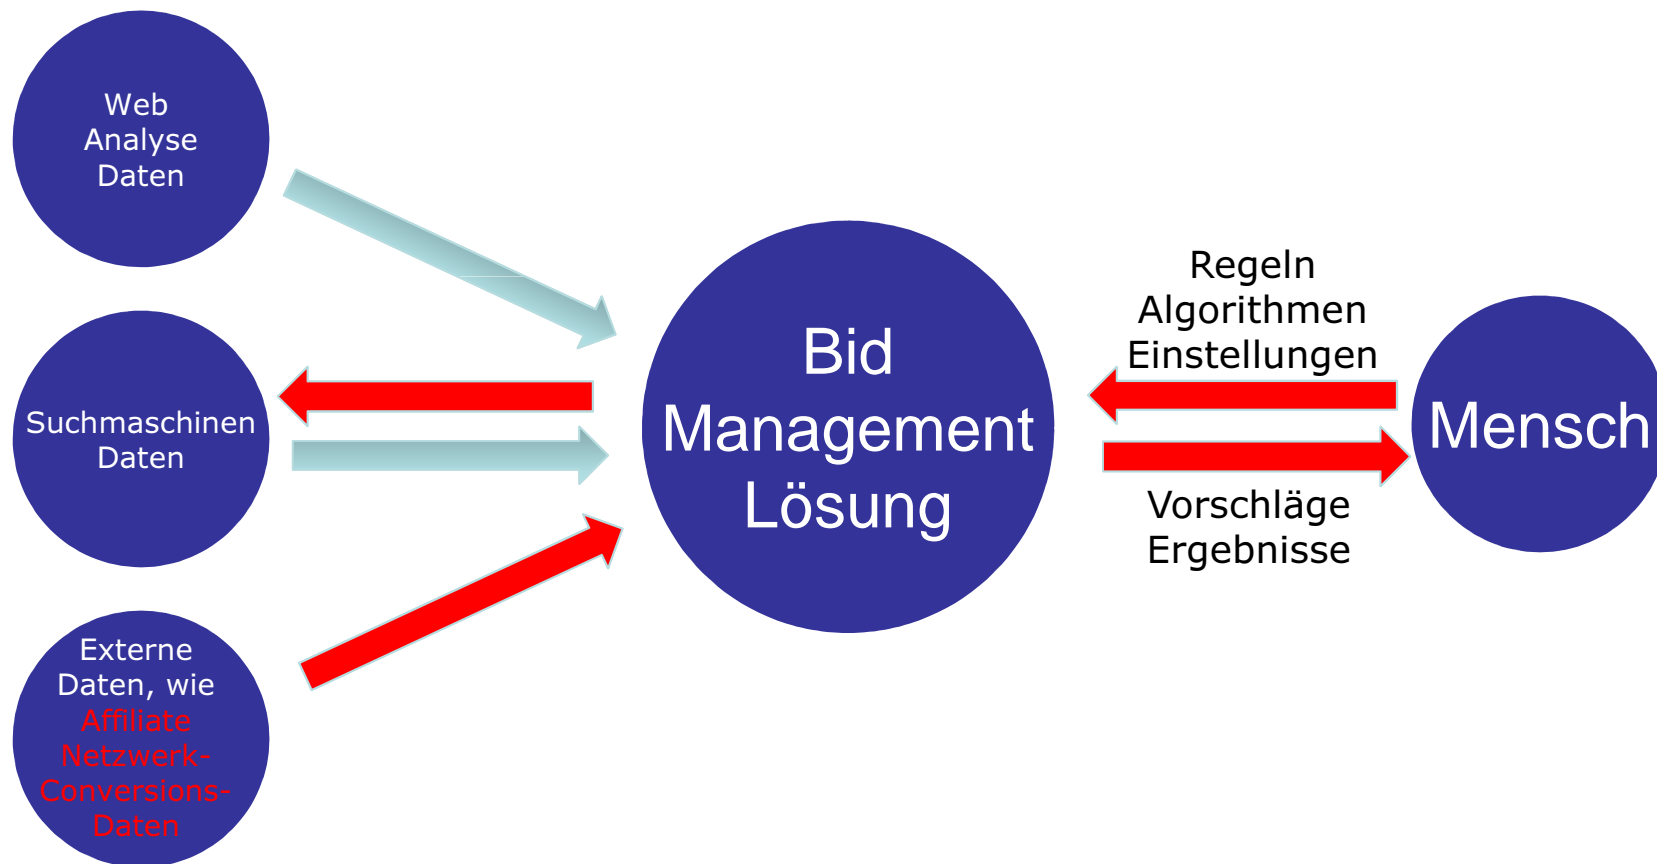 Web
Analyse
Daten
Suchmaschinen
Daten
Externe
Daten, wie
Affiliate
Netzwerk-
Conversions-
Daten
Bid
Management
Lösung
Regeln
Algorithmen
Einstellungen
Vorschläge
Ergebnisse
Mensch